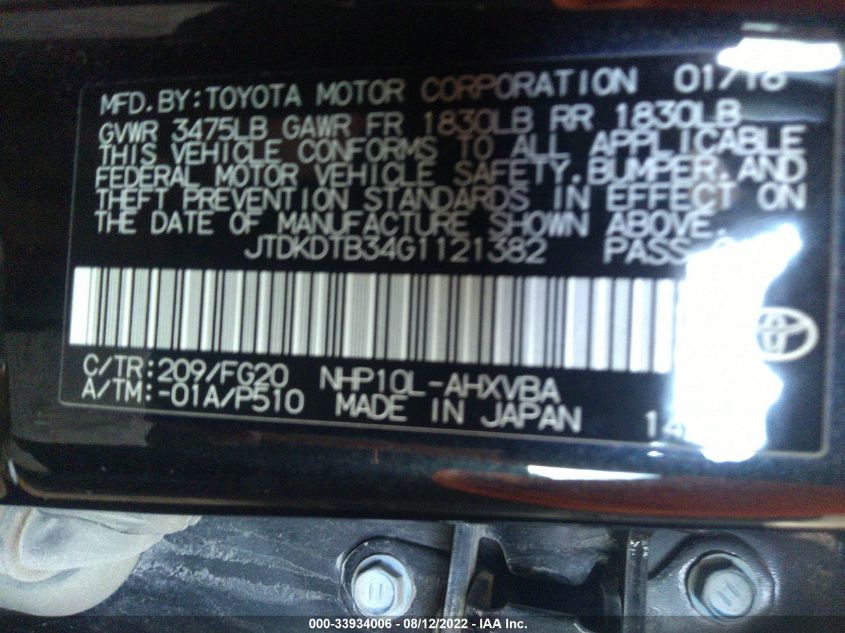 MFD.BY:TOYOTA MOTOR CORPORATION 01/16
GVWR 3475LB GAWR FR 1830LB RR 1830LB
THIS VEHICLE CONFORMS TO ALL APPLICABLE
FEDERAL MOTOR VEHICLE SAFETY,BUMPER,AND
THEFT PREVENTION STANDARDS IN EFFECT ON
THE DATE OF MANUFACTURE SHOWN ABOVE.
JTDKDTB34G1121382 PASS.
C/TR:209/FG20 NHP10L-AHXVBA
A/TM:-01A/P510 MADE IN JAPAN
000-33934006 - 08/12/2022 - IAA Inc.